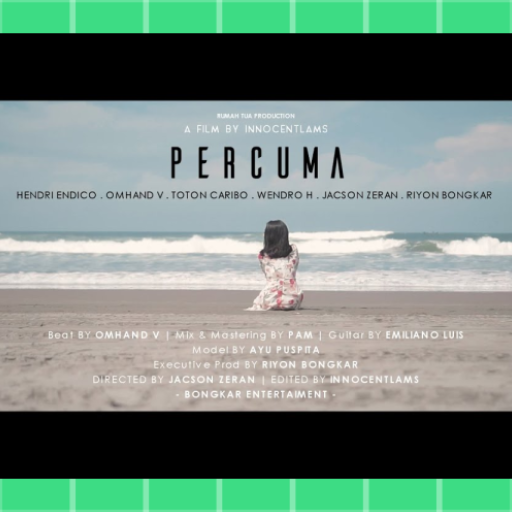 RUMAH TUA PRODUCTION
A FILM BY INNOCENTLAMS
PERCUMA
HENDRI ENDICO . OMHAND V . TOTON CARIBO . WENDRO H . JACSON ZERAN . RIYON BONGKAR
Beat BY OMHAND V | Mix & Mastering BY PAM | Guitar BY EMILIANO LUIS
Model BY AYU PUSPITA
Executive Prod BY RIYON BONGKAR
DIRECTED BY JACSON ZERAN | EDITED BY INNOCENTLAMS
- BONGKAR ENTERTAIMENT -